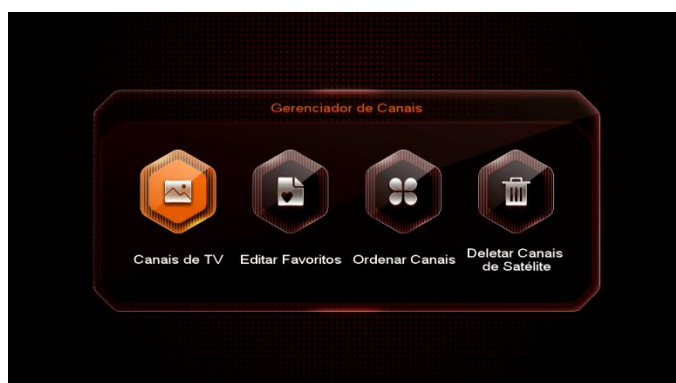 Gerenciador de Canais
Canais de TV
Editar Favoritos
Ordenar Canais
Deletar Canais
de Satélite